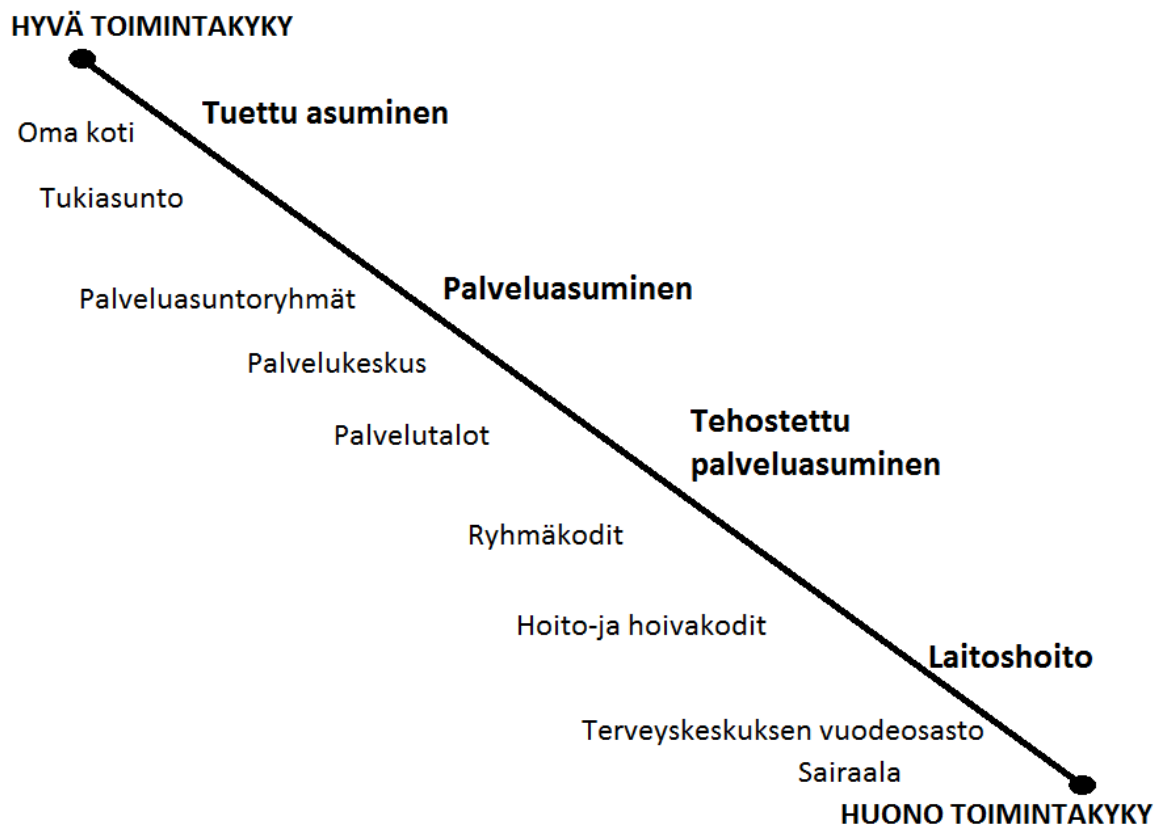 HYVÄ TOIMINTAKYKY
Tuettu asuminen
Oma koti
Tukiasunto
Palveluasuminen
Palveluasuntoryhmät
Palvelukeskus
Tehostettu
palveluasuminen
Palvelutalot
Ryhmäkodit
Hoito-ja hoivakodit
Laitoshoito
Terveyskeskuksen vuodeosasto
Sairaala
HUONO TOIMINTAKYKY